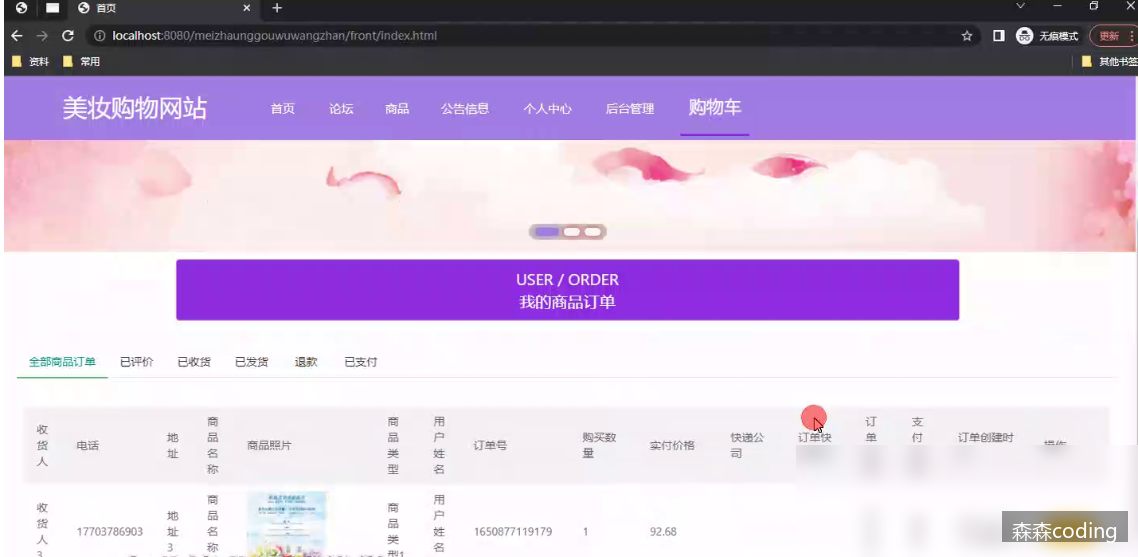 首页
localhost:8080/meizhaunggouwuwangzhan/front/index.html
无痕模式
更新
资料
常用
其他书签
美妆购物网站
首页
论坛
商品
公告信息
个人中心
后台管理
购物车
USER / ORDER
我的商品订单
全部商品订单
已评价
已收货
已发货
退款
已支付
收货人
电话
地址
商品名称
商品照片
商品类型
用户姓名
订单号
购买数量
实付价格
快递公司
订单快
订单
支付
订单创建时
操作
收货人3
17703786903
地址3
商品名称
商品类型1
用户姓名
1650877119179
1
92.68
森森coding